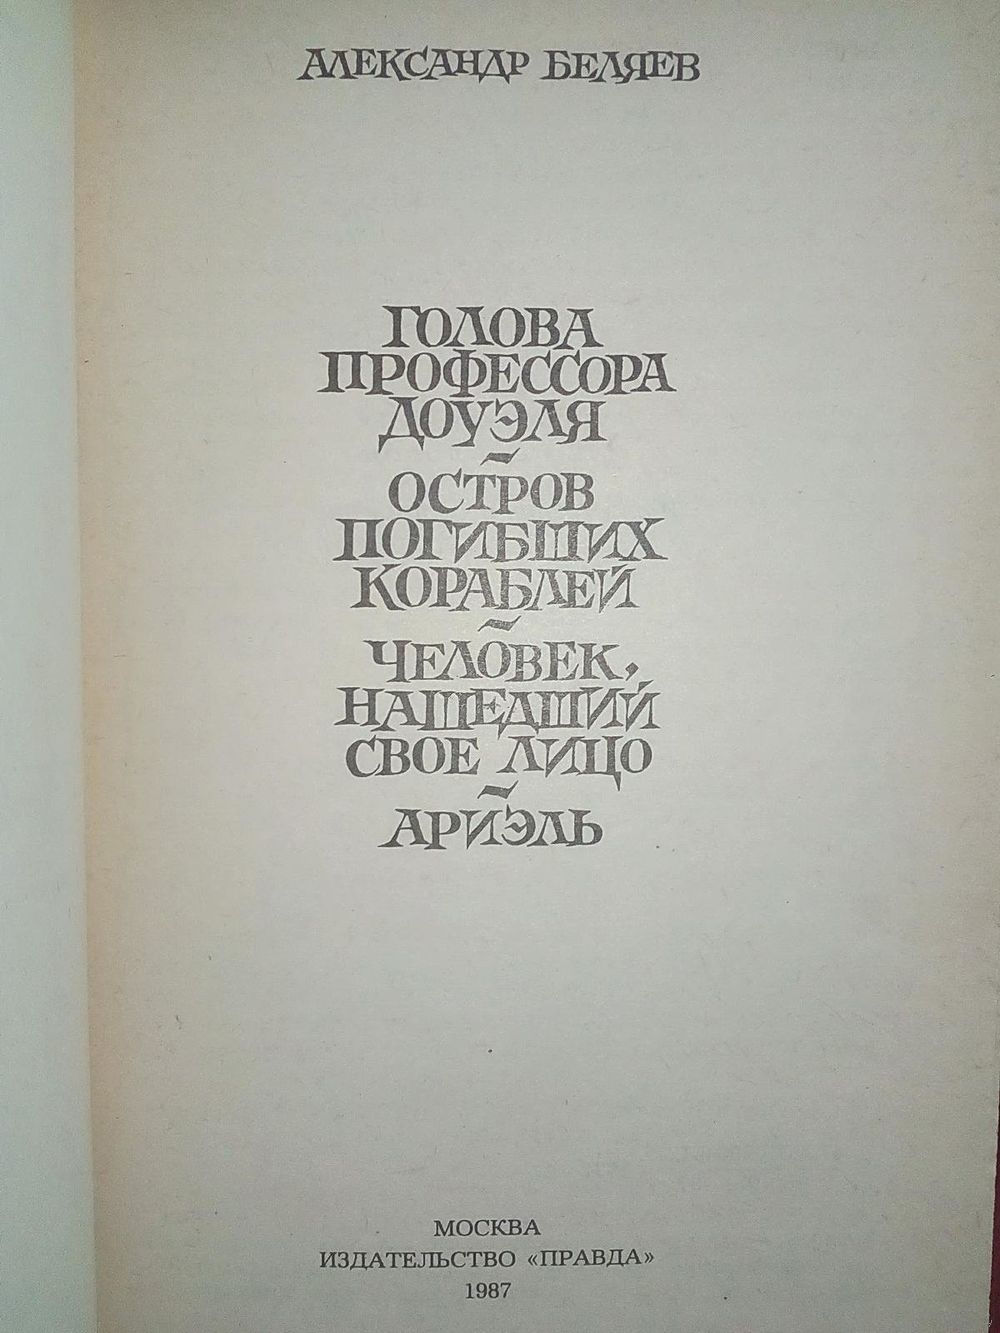 АЛЕКСАНДР БЕЛЯЕВ
ГОЛОВА
ПРОФЕССОРА
ДОУЭЛЯ
~
ОСТРОВ
ПОГИБШИХ
КОРАБЛЕЙ
~
ЧЕЛОВЕК,
НАШЕДШИЙ
СВОЕ ЛИЦО
~
АРИЭЛЬ
МОСКВА
ИЗДАТЕЛЬСТВО «ПРАВДА»
1987